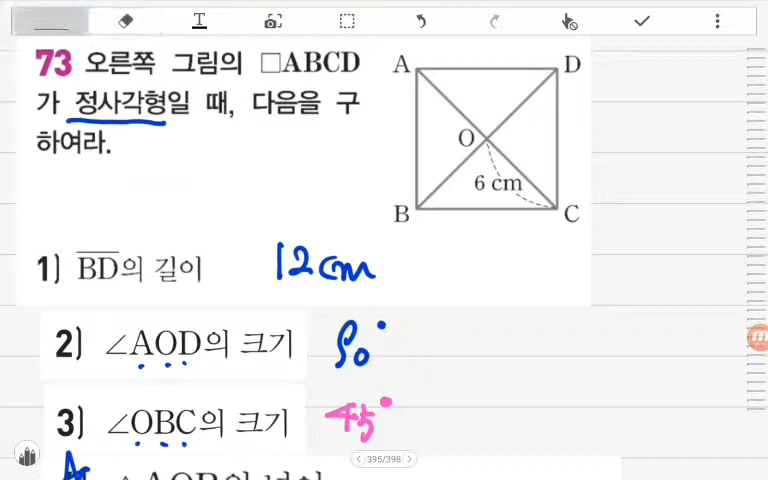 T
73 오른쪽 그림의 □ABCD
가 정사각형일 때, 다음을 구
하여라.
A
D
O
6 cm
B
C
1) BD의 길이 12cm
2) ∠AOD의 크기 90°
3) ∠OBC의 크기 45°
395/398